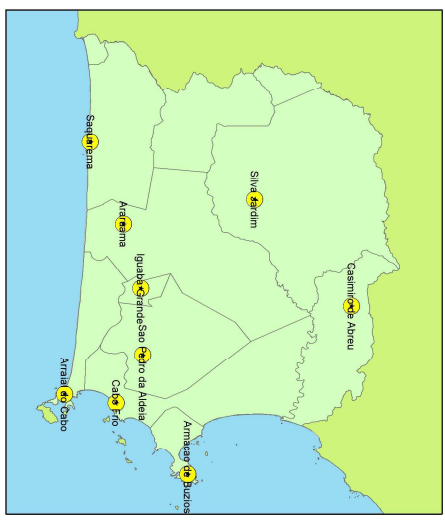 Casimiro de Abreu
Silva Jardim
Armaçao de Buzios
Iguaba Grande
Sao Pedro da Aldeia
Araruama
Cabo Frio
Saquarema
Arraial do Cabo